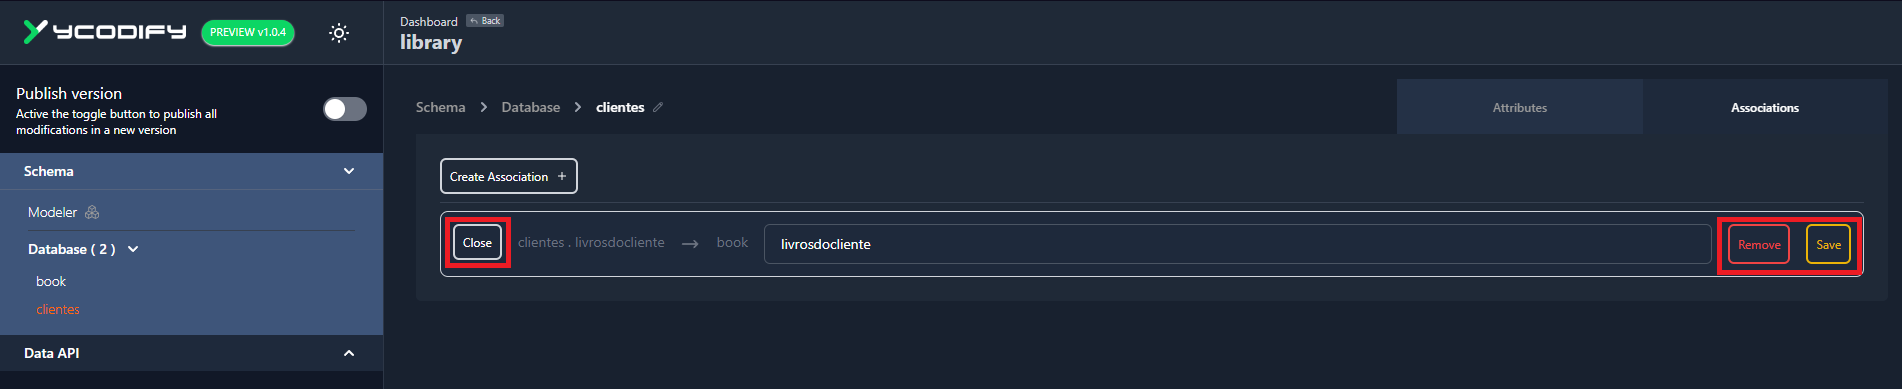 YCODIFY PREVIEW v1.0.4
Dashboard Back
library
Publish version
Active the toggle button to publish all
modifications in a new version
Schema
Modeler
Database ( 2 )
book
clientes
Data API
Schema > Database > clientes
Attributes
Associations
Create Association +
Close clientes . livrosdocliente → book livrosdocliente Remove Save